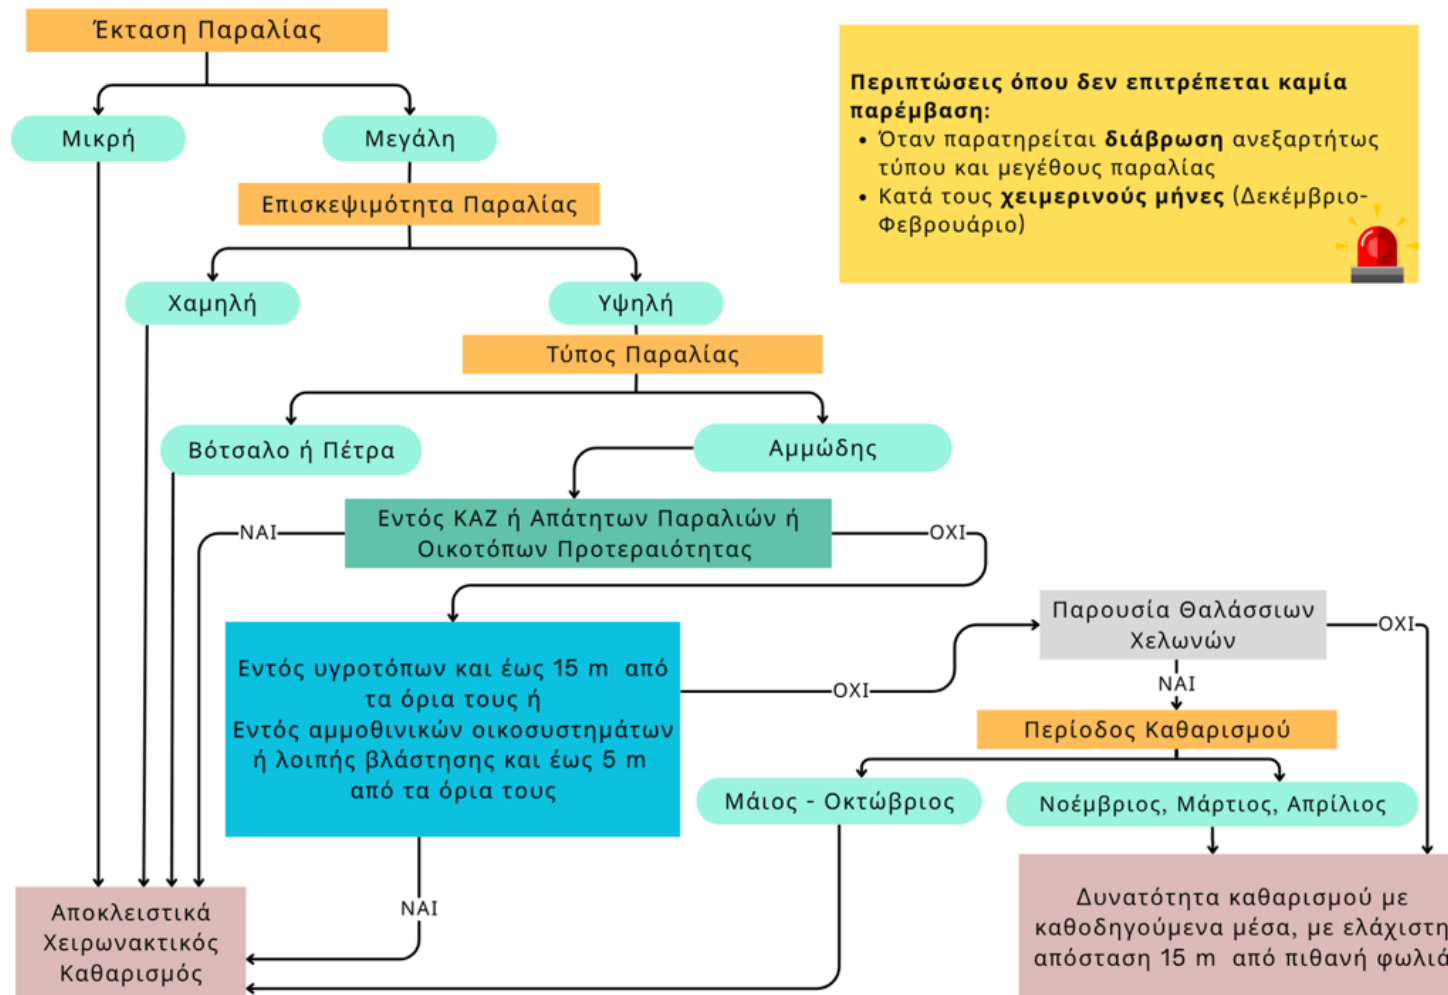 Έκταση Παραλίας
Μικρή
Μεγάλη
Επισκεψιμότητα Παραλίας
Χαμηλή
Υψηλή
Τύπος Παραλίας
Βότσαλο ή Πέτρα
Αμμώδης
Περιπτώσεις όπου δεν επιτρέπεται καμία
παρέμβαση:
• Όταν παρατηρείται διάβρωση ανεξαρτήτως
τύπου και μεγέθους παραλίας
• Κατά τους χειμερινούς μήνες (Δεκέμβριο-
Φεβρουάριο)
ΝΑΙ
Εντός ΚΑΖ ή Απάτητων Παραλιών ή
Οικοτόπων Προτεραιότητας
ΟΧΙ
Εντός υγροτόπων και έως 15 m από
τα όρια τους ή
Εντός αμμοθινικών οικοσυστημάτων
ή λοιπής βλάστησης και έως 5 m
από τα όρια τους
ΟΧΙ
ΝΑΙ
Παρουσία Θαλάσσιων
Χελωνών
ΟΧΙ
ΝΑΙ
Περίοδος Καθαρισμού
Μάιος - Οκτώβριος
Νοέμβριος, Μάρτιος, Απρίλιος
Αποκλειστικά
Χειρωνακτικός
Καθαρισμός
Δυνατότητα καθαρισμού με
καθοδηγούμενα μέσα, με ελάχιστη
απόσταση 15 m από πιθανή φωλιά